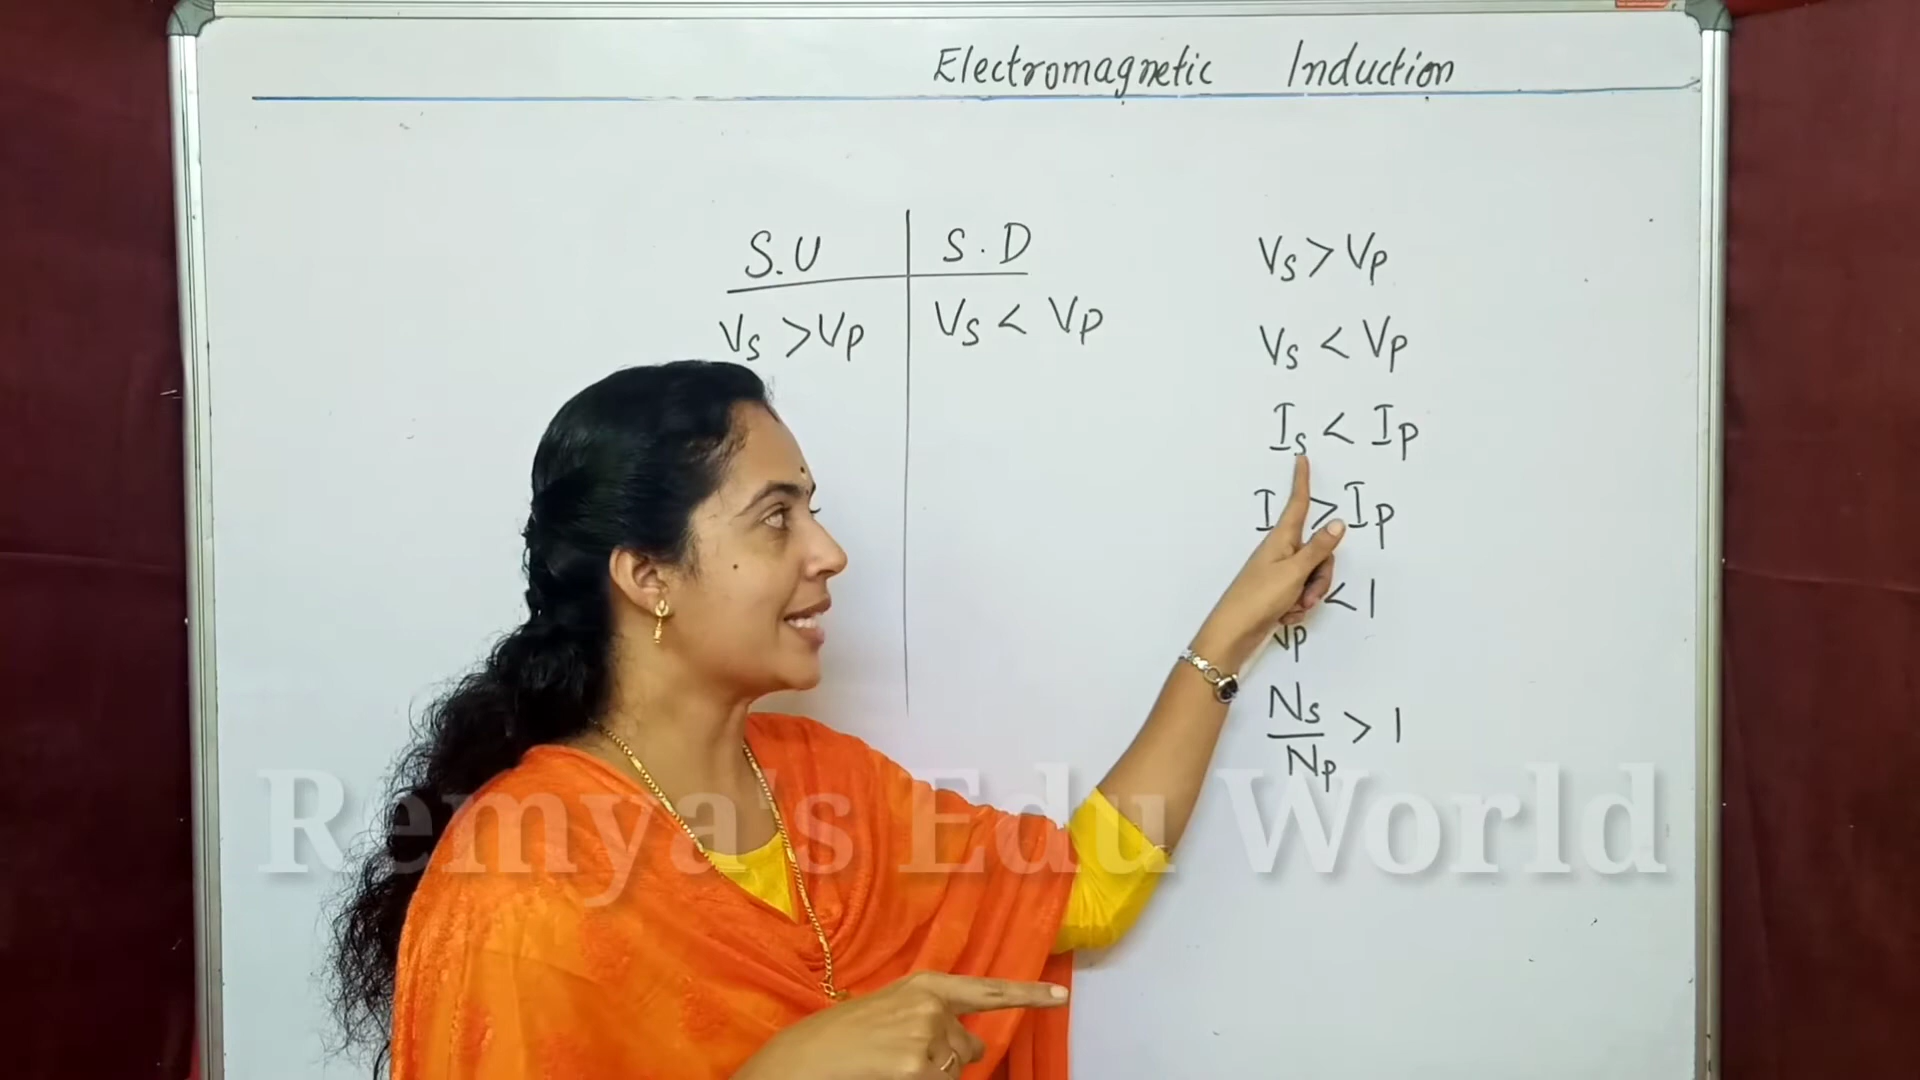 Electromagnetic Induction
S.U S.D
Vs > Vp Vs < Vp
Vs > Vp
Vs < Vp
Is < Ip
I > Ip
< 1
Vp
Ns
Np > 1
Remya's Edu World